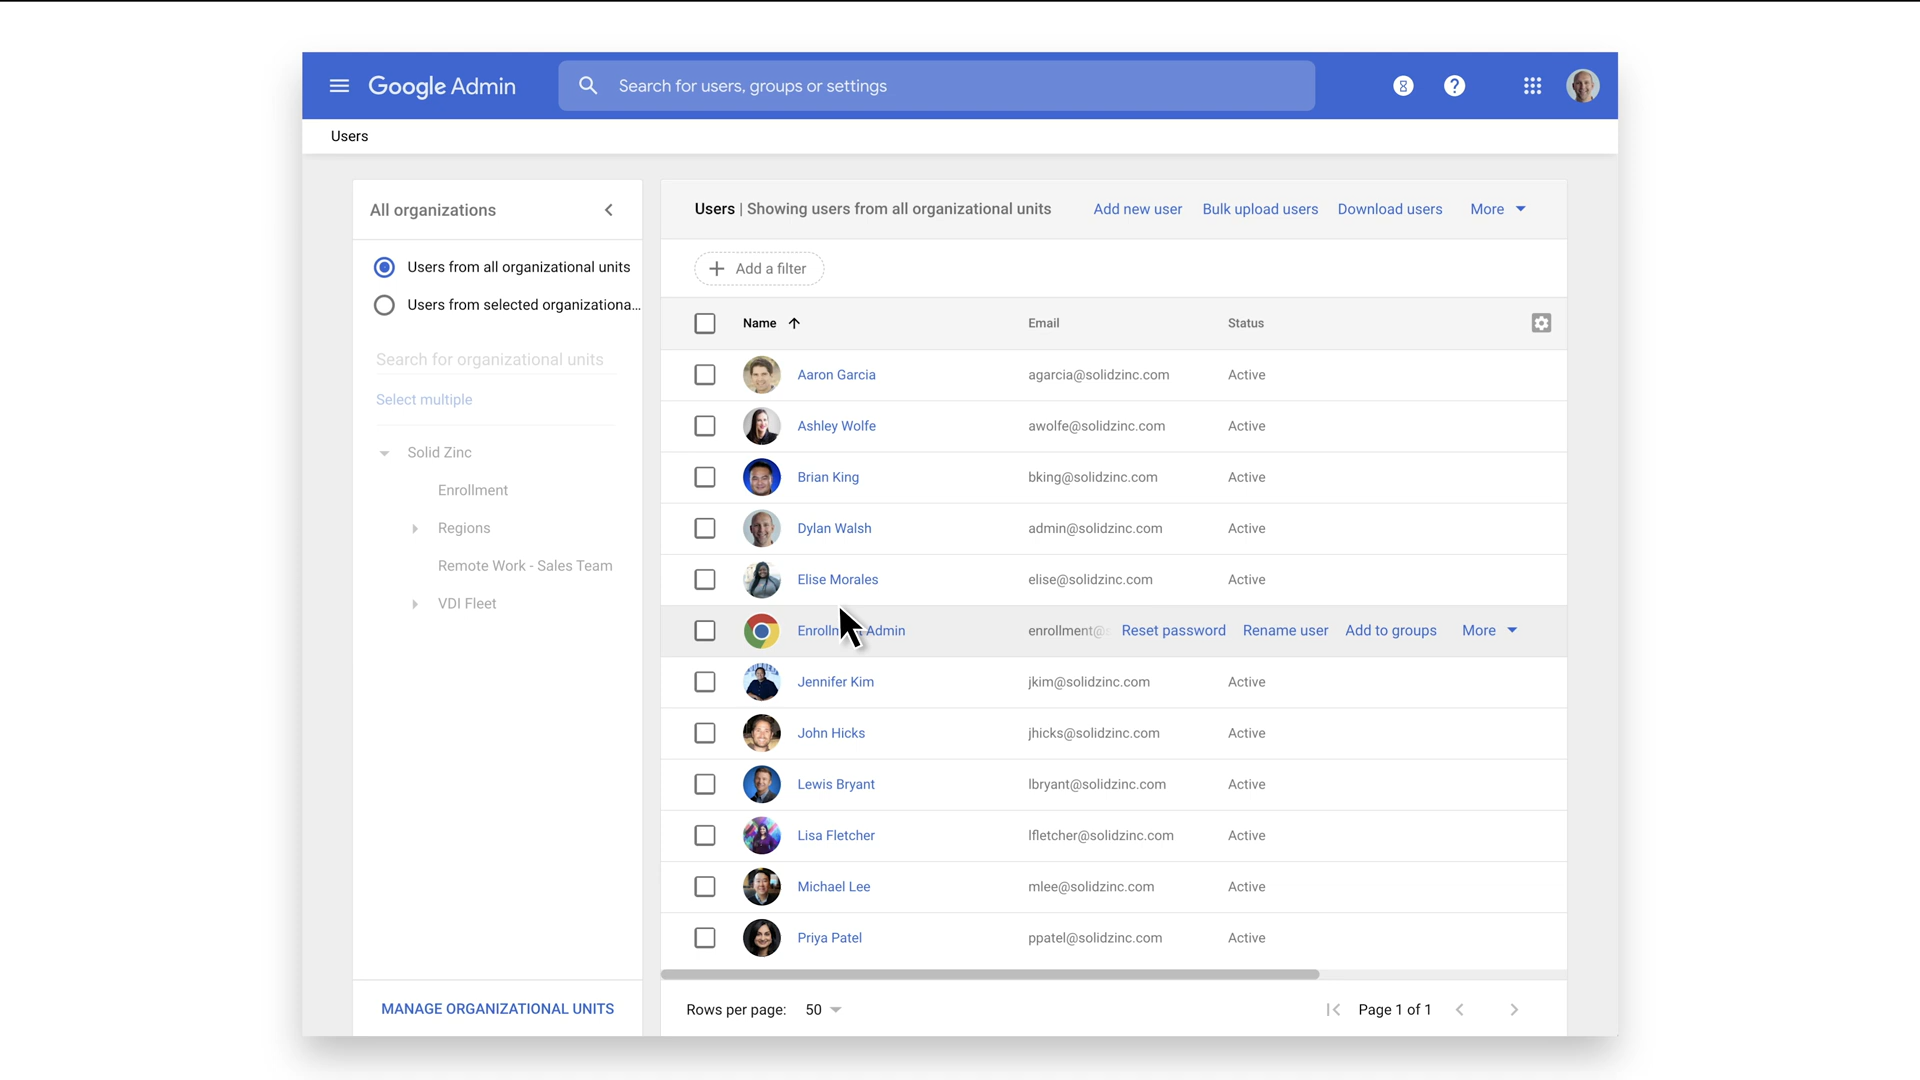 Google Admin
Search for users, groups or settings
Users
All organizations
Users from all organizational units
Users from selected organizationa...
Search for organizational units
Select multiple
Solid Zinc
Enrollment
Regions
Remote Work - Sales Team
VDI Fleet
MANAGE ORGANIZATIONAL UNITS
Users | Showing users from all organizational units
Add new user
Bulk upload users
Download users
More
Add a filter
Name Email Status
Aaron Garcia agarcia@solidzinc.com Active
Ashley Wolfe awolfe@solidzinc.com Active
Brian King bking@solidzinc.com Active
Dylan Walsh admin@solidzinc.com Active
Elise Morales elise@solidzinc.com Active
Admin enrollment@ Reset password Rename user Add to groups More
Jennifer Kim jkim@solidzinc.com Active
John Hicks jhicks@solidzinc.com Active
Lewis Bryant lbryant@solidzinc.com Active
Lisa Fletcher lfletcher@solidzinc.com Active
Michael Lee mlee@solidzinc.com Active
Priya Patel ppatel@solidzinc.com Active
Rows per page: 50
Page 1 of 1